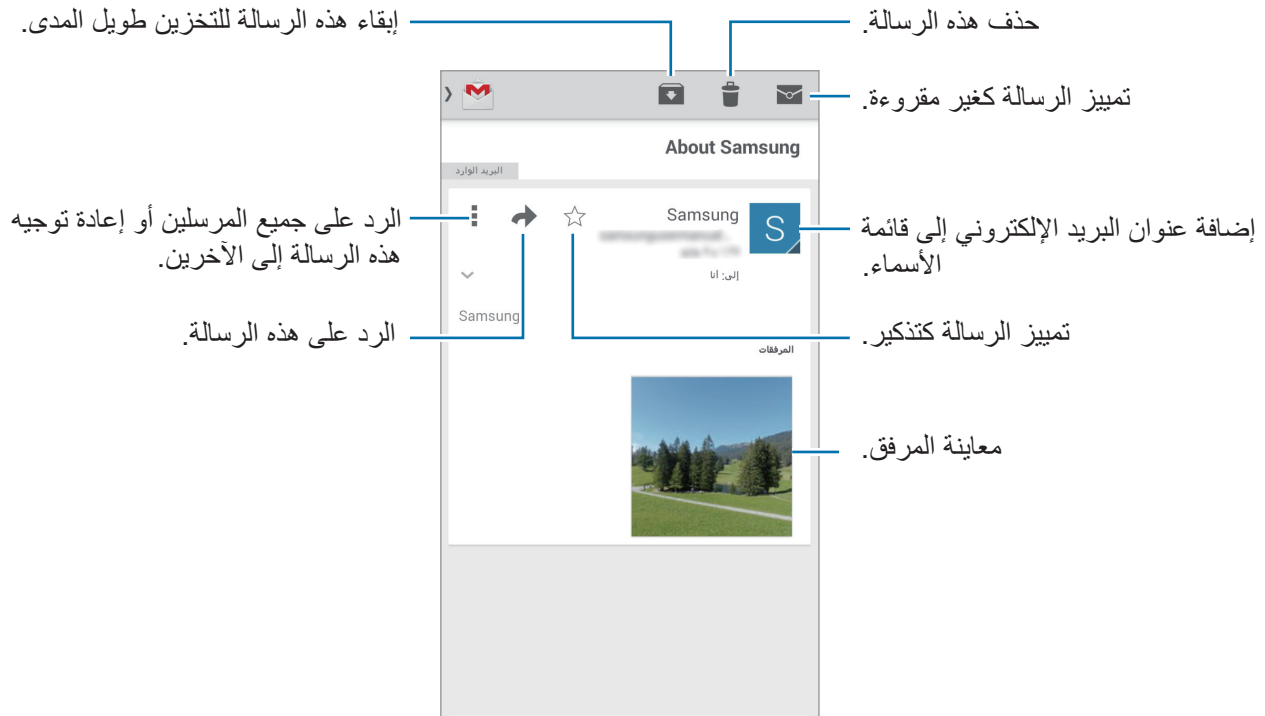 حذف هذه الرسالة.
إبقاء هذه الرسالة للتخزين طويل المدى.
تمييز الرسالة كغير مقروءة.
About Samsung
البريد الوارد
إضافة عنوان البريد الإلكتروني إلى قائمة
الأسماء.
S
Samsung
إلى: أنا
الرد على جميع المرسلين أو إعادة توجيه
هذه الرسالة إلى الآخرين.
Samsung
تمييز الرسالة كتذكير.
الرد على هذه الرسالة.
المرفقات
معاينة المرفق.